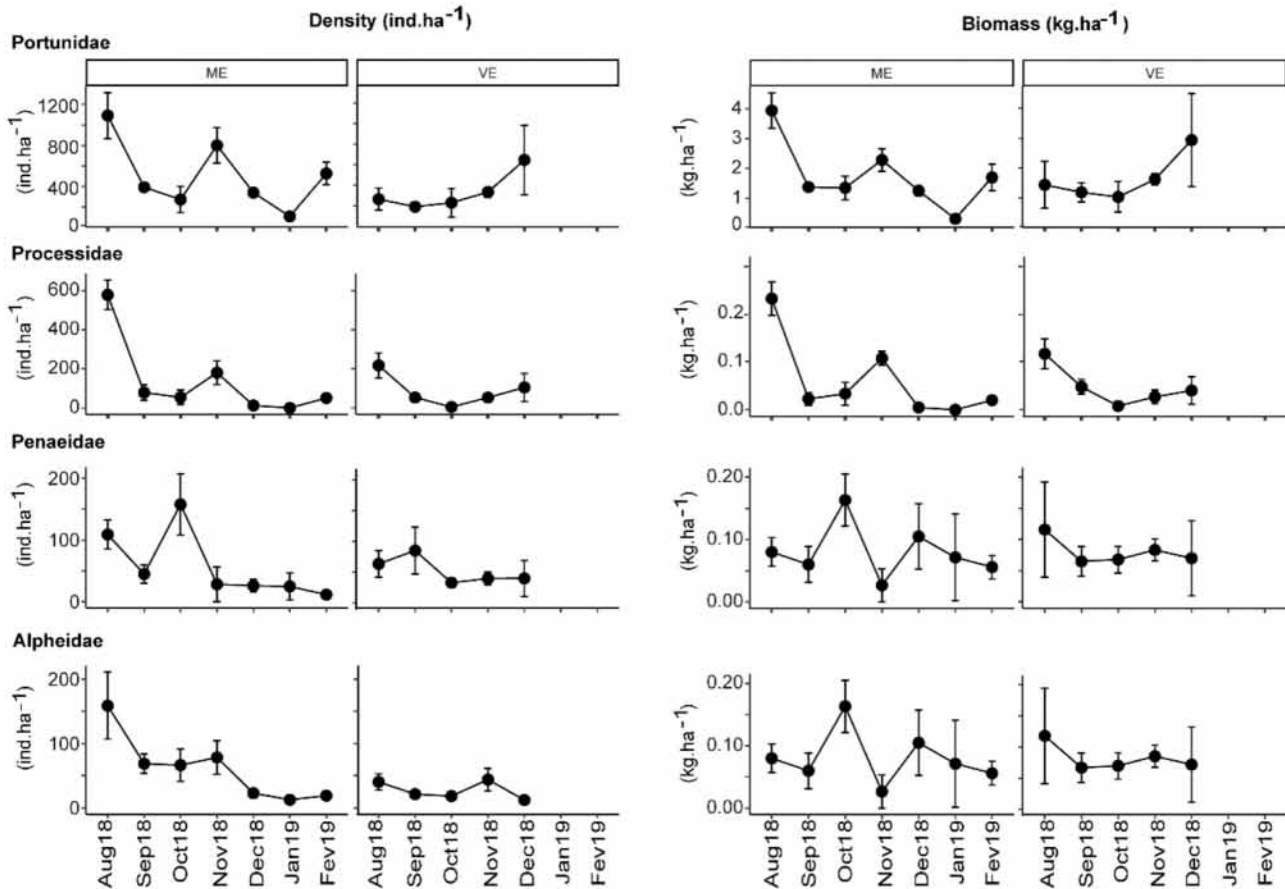 Density (ind.ha⁻¹)
Biomass (kg.ha⁻¹)
Portunidae
ME
VE
ME
VE
(ind.ha⁻¹)
1200
800
400
0
(kg.ha⁻¹)
4
3
2
1
0
Processidae
(ind.ha⁻¹)
600
400
200
0
(kg.ha⁻¹)
0.2
0.1
0.0
Penaeidae
(ind.ha⁻¹)
200
100
0
(kg.ha⁻¹)
0.20
0.10
0.00
Alpheidae
(ind.ha⁻¹)
200
100
0
(kg.ha⁻¹)
0.20
0.10
0.00
Aug18
Sep18
Oct18
Nov18
Dec18
Jan19
Fev19
Aug18
Sep18
Oct18
Nov18
Dec18
Jan19
Fev19
Aug18
Sep18
Oct18
Nov18
Dec18
Jan19
Fev19
Aug18
Sep18
Oct18
Nov18
Dec18
Jan19
Fev19